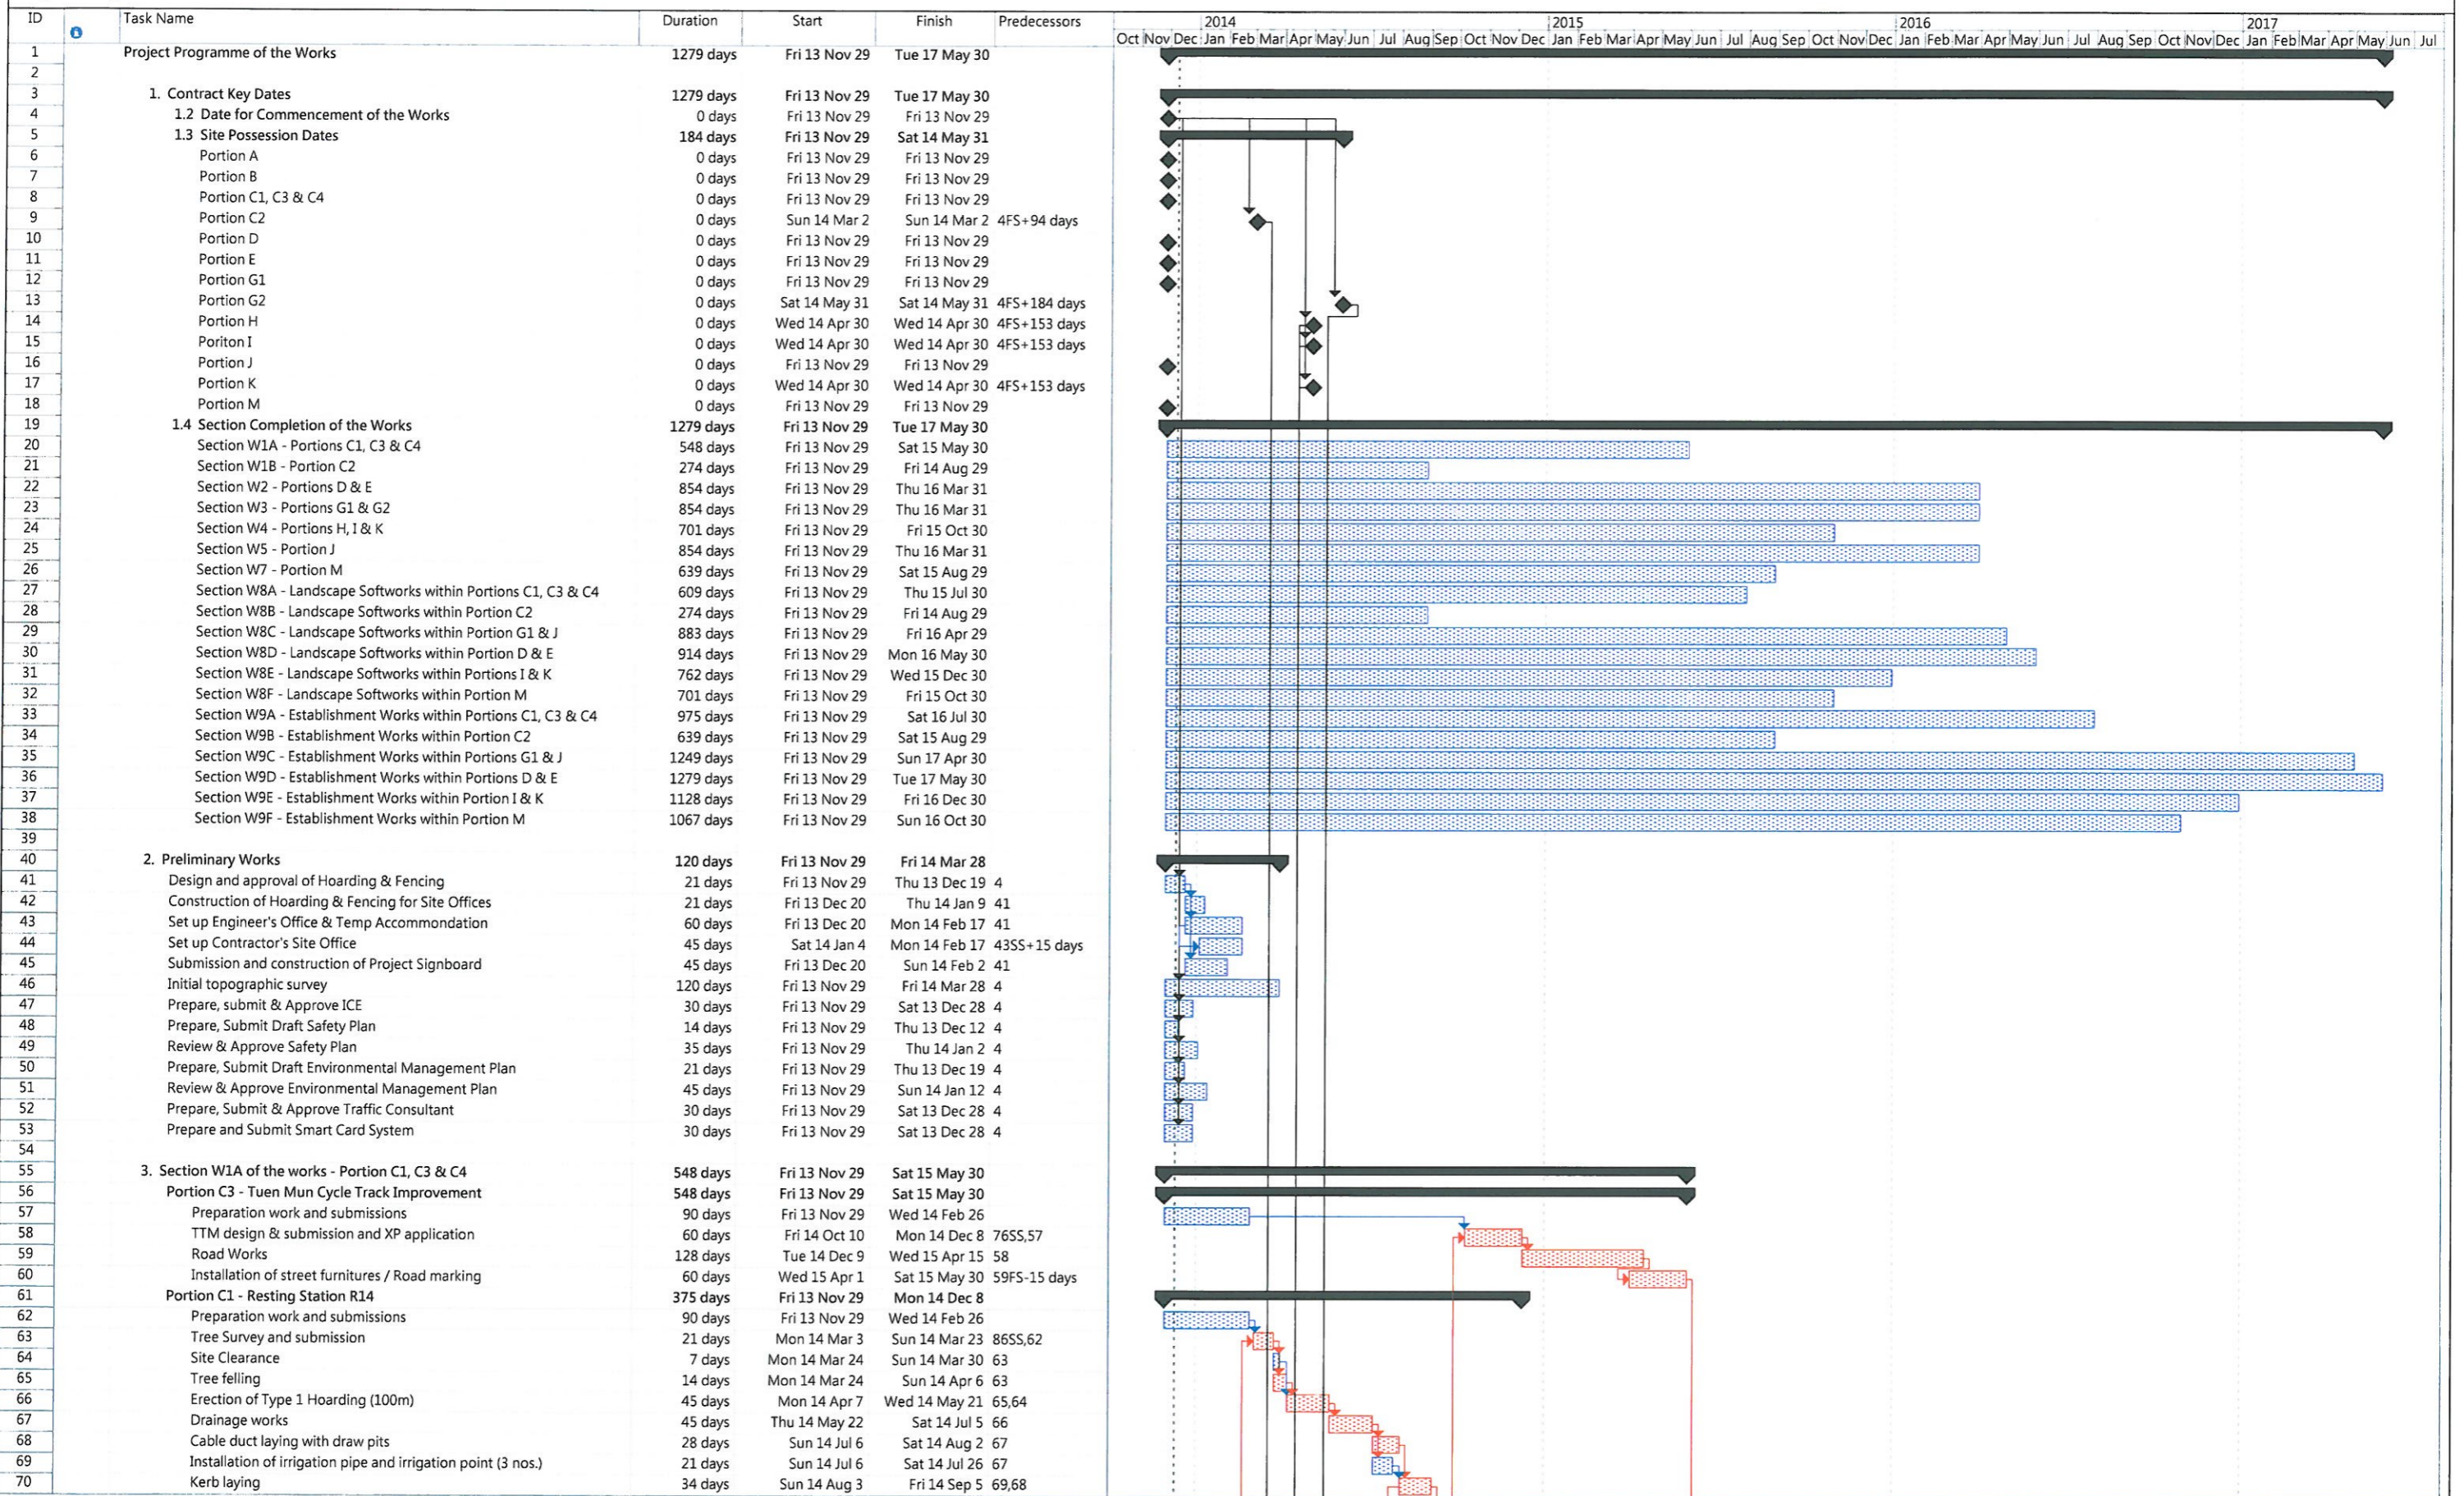 ID Task Name Duration Start Finish Predecessors 2014 2015 2016 2017
Oct Nov Dec Jan Feb Mar Apr May Jun Jul Aug Sep Oct Nov Dec Jan Feb Mar Apr May Jun Jul Aug Sep Oct Nov Dec Jan Feb Mar Apr May Jun Jul Aug Sep Oct Nov Dec Jan Feb Mar Apr May Jun Jul
1 Project Programme of the Works 1279 days Fri 13 Nov 29 Tue 17 May 30
2
3 1. Contract Key Dates 1279 days Fri 13 Nov 29 Tue 17 May 30
4 1.2 Date for Commencement of the Works 0 days Fri 13 Nov 29 Fri 13 Nov 29
5 1.3 Site Possession Dates 184 days Fri 13 Nov 29 Sat 14 May 31
6 Portion A 0 days Fri 13 Nov 29 Fri 13 Nov 29
7 Portion B 0 days Fri 13 Nov 29 Fri 13 Nov 29
8 Portion C1, C3 & C4 0 days Fri 13 Nov 29 Fri 13 Nov 29
9 Portion C2 0 days Sun 14 Mar 2 Sun 14 Mar 2 4FS+94 days
10 Portion D 0 days Fri 13 Nov 29 Fri 13 Nov 29
11 Portion E 0 days Fri 13 Nov 29 Fri 13 Nov 29
12 Portion G1 0 days Fri 13 Nov 29 Fri 13 Nov 29
13 Portion G2 0 days Sat 14 May 31 Sat 14 May 31 4FS+184 days
14 Portion H 0 days Wed 14 Apr 30 Wed 14 Apr 30 4FS+153 days
15 Poriton I 0 days Wed 14 Apr 30 Wed 14 Apr 30 4FS+153 days
16 Portion J 0 days Fri 13 Nov 29 Fri 13 Nov 29
17 Portion K 0 days Wed 14 Apr 30 Wed 14 Apr 30 4FS+153 days
18 Portion M 0 days Fri 13 Nov 29 Fri 13 Nov 29
19 1.4 Section Completion of the Works 1279 days Fri 13 Nov 29 Tue 17 May 30
20 Section W1A - Portions C1, C3 & C4 548 days Fri 13 Nov 29 Sat 15 May 30
21 Section W1B - Portion C2 274 days Fri 13 Nov 29 Fri 14 Aug 29
22 Section W2 - Portions D & E 854 days Fri 13 Nov 29 Thu 16 Mar 31
23 Section W3 - Portions G1 & G2 854 days Fri 13 Nov 29 Thu 16 Mar 31
24 Section W4 - Portions H, I & K 701 days Fri 13 Nov 29 Fri 15 Oct 30
25 Section W5 - Portion J 854 days Fri 13 Nov 29 Thu 16 Mar 31
26 Section W7 - Portion M 639 days Fri 13 Nov 29 Sat 15 Aug 29
27 Section W8A - Landscape Softworks within Portions C1, C3 & C4 609 days Fri 13 Nov 29 Thu 15 Jul 30
28 Section W8B - Landscape Softworks within Portion C2 274 days Fri 13 Nov 29 Fri 14 Aug 29
29 Section W8C - Landscape Softworks within Portion G1 & J 883 days Fri 13 Nov 29 Fri 16 Apr 29
30 Section W8D - Landscape Softworks within Portion D & E 914 days Fri 13 Nov 29 Mon 16 May 30
31 Section W8E - Landscape Softworks within Portions I & K 762 days Fri 13 Nov 29 Wed 15 Dec 30
32 Section W8F - Landscape Softworks within Portion M 701 days Fri 13 Nov 29 Fri 15 Oct 30
33 Section W9A - Establishment Works within Portions C1, C3 & C4 975 days Fri 13 Nov 29 Sat 16 Jul 30
34 Section W9B - Establishment Works within Portion C2 639 days Fri 13 Nov 29 Sat 15 Aug 29
35 Section W9C - Establishment Works within Portions G1 & J 1249 days Fri 13 Nov 29 Sun 17 Apr 30
36 Section W9D - Establishment Works within Portions D & E 1279 days Fri 13 Nov 29 Tue 17 May 30
37 Section W9E - Establishment Works within Portion I & K 1128 days Fri 13 Nov 29 Fri 16 Dec 30
38 Section W9F - Establishment Works within Portion M 1067 days Fri 13 Nov 29 Sun 16 Oct 30
39
40 2. Preliminary Works 120 days Fri 13 Nov 29 Fri 14 Mar 28
41 Design and approval of Hoarding & Fencing 21 days Fri 13 Nov 29 Thu 13 Dec 19 4
42 Construction of Hoarding & Fencing for Site Offices 21 days Fri 13 Dec 20 Thu 14 Jan 9 41
43 Set up Engineer's Office & Temp Accommondation 60 days Fri 13 Dec 20 Mon 14 Feb 17 41
44 Set up Contractor's Site Office 45 days Sat 14 Jan 4 Mon 14 Feb 17 43SS+15 days
45 Submission and construction of Project Signboard 45 days Fri 13 Dec 20 Sun 14 Feb 2 41
46 Initial topographic survey 120 days Fri 13 Nov 29 Fri 14 Mar 28 4
47 Prepare, submit & Approve ICE 30 days Fri 13 Nov 29 Sat 13 Dec 28 4
48 Prepare, Submit Draft Safety Plan 14 days Fri 13 Nov 29 Thu 13 Dec 12 4
49 Review & Approve Safety Plan 35 days Fri 13 Nov 29 Thu 14 Jan 2 4
50 Prepare, Submit Draft Environmental Management Plan 21 days Fri 13 Nov 29 Thu 13 Dec 19 4
51 Review & Approve Environmental Management Plan 45 days Fri 13 Nov 29 Sun 14 Jan 12 4
52 Prepare, Submit & Approve Traffic Consultant 30 days Fri 13 Nov 29 Sat 13 Dec 28 4
53 Prepare and Submit Smart Card System 30 days Fri 13 Nov 29 Sat 13 Dec 28 4
54
55 3. Section W1A of the works - Portion C1, C3 & C4 548 days Fri 13 Nov 29 Sat 15 May 30
56 Portion C3 - Tuen Mun Cycle Track Improvement 548 days Fri 13 Nov 29 Sat 15 May 30
57 Preparation work and submissions 90 days Fri 13 Nov 29 Wed 14 Feb 26
58 TTM design & submission and XP application 60 days Fri 14 Oct 10 Mon 14 Dec 8 76SS,57
59 Road Works 128 days Tue 14 Dec 9 Wed 15 Apr 15 58
60 Installation of street furnitures / Road marking 60 days Wed 15 Apr 1 Sat 15 May 30 59FS-15 days
61 Portion C1 - Resting Station R14 375 days Fri 13 Nov 29 Mon 14 Dec 8
62 Preparation work and submissions 90 days Fri 13 Nov 29 Wed 14 Feb 26
63 Tree Survey and submission 21 days Mon 14 Mar 3 Sun 14 Mar 23 86SS,62
64 Site Clearance 7 days Mon 14 Mar 24 Sun 14 Mar 30 63
65 Tree felling 14 days Mon 14 Mar 24 Sun 14 Apr 6 63
66 Erection of Type 1 Hoarding (100m) 45 days Mon 14 Apr 7 Wed 14 May 21 65,64
67 Drainage works 45 days Thu 14 May 22 Sat 14 Jul 5 66
68 Cable duct laying with draw pits 28 days Sun 14 Jul 6 Sat 14 Aug 2 67
69 Installation of irrigation pipe and irrigation point (3 nos.) 21 days Sun 14 Jul 6 Sat 14 Jul 26 67
70 Kerb laying 34 days Sun 14 Aug 3 Fri 14 Sep 5 69,68